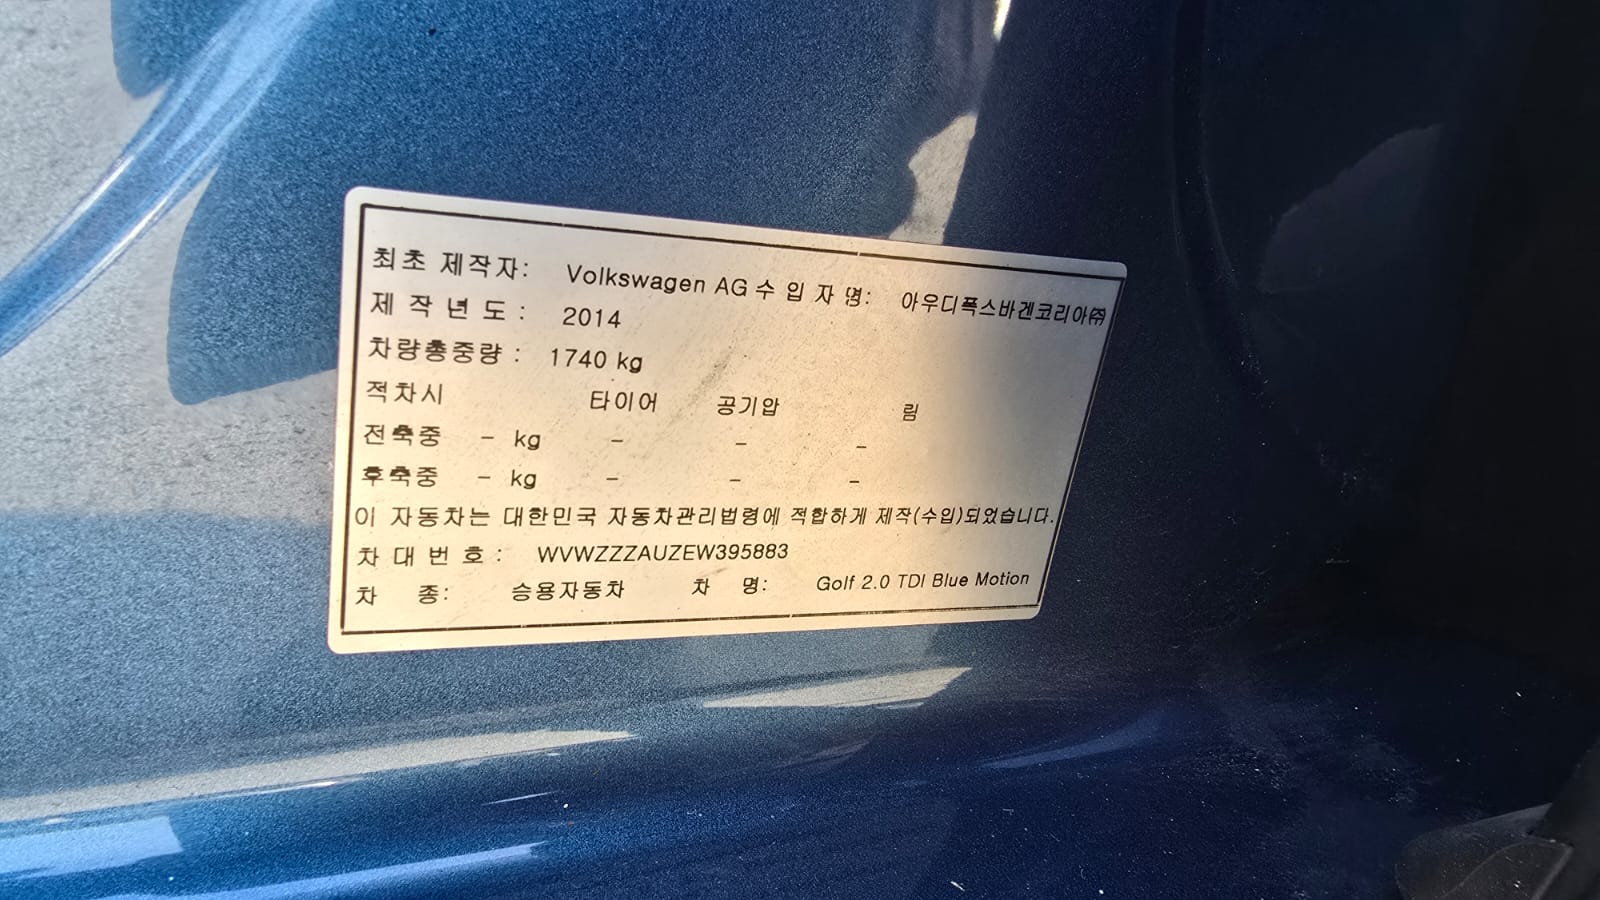 최초 제작자: Volkswagen AG 수 입 자 명: 아우디폭스바겐코리아㈜
제 작 년 도 : 2014
차량총중량 : 1740 kg
적차시 타이어 공기압 림
전축중 - kg - - -
후축중 - kg - - -
이 자동차는 대한민국 자동차관리법령에 적합하게 제작(수입)되었습니다.
차 대 번 호 : WVWZZZAUZEW395883
차 종: 승용자동차 차 명: Golf 2.0 TDI Blue Motion